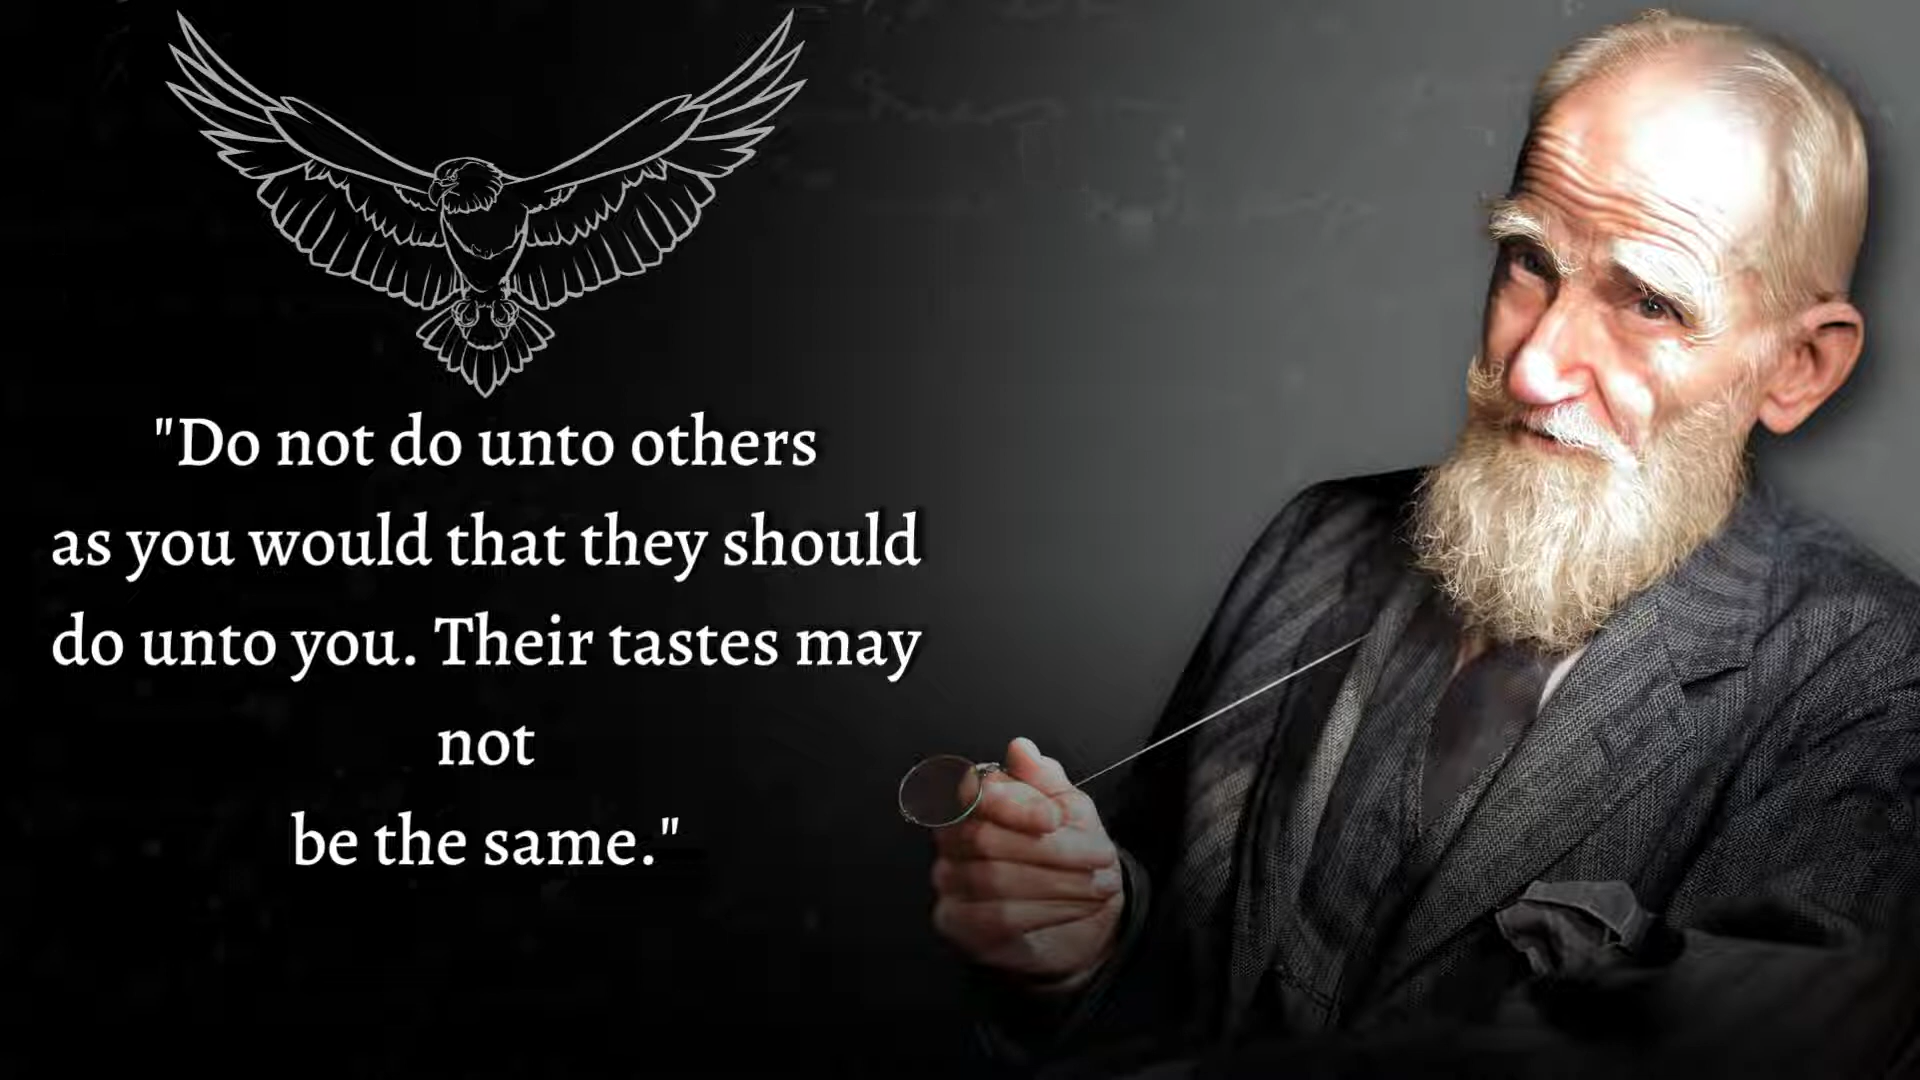 "Do not do unto others
as you would that they should
do unto you. Their tastes may
not
be the same."